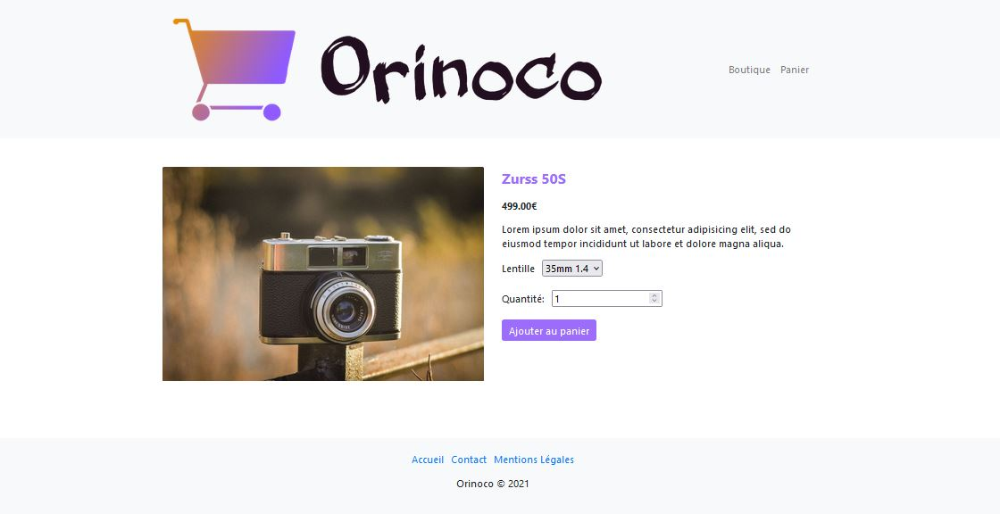 Orinoco
Boutique Panier
Zurss 50S
499.00€
Lorem ipsum dolor sit amet, consectetur adipisicing elit, sed do
eiusmod tempor incididunt ut labore et dolore magna aliqua.
Lentille 35mm 1.4
Quantité: 1
Ajouter au panier
Accueil Contact Mentions Légales
Orinoco © 2021